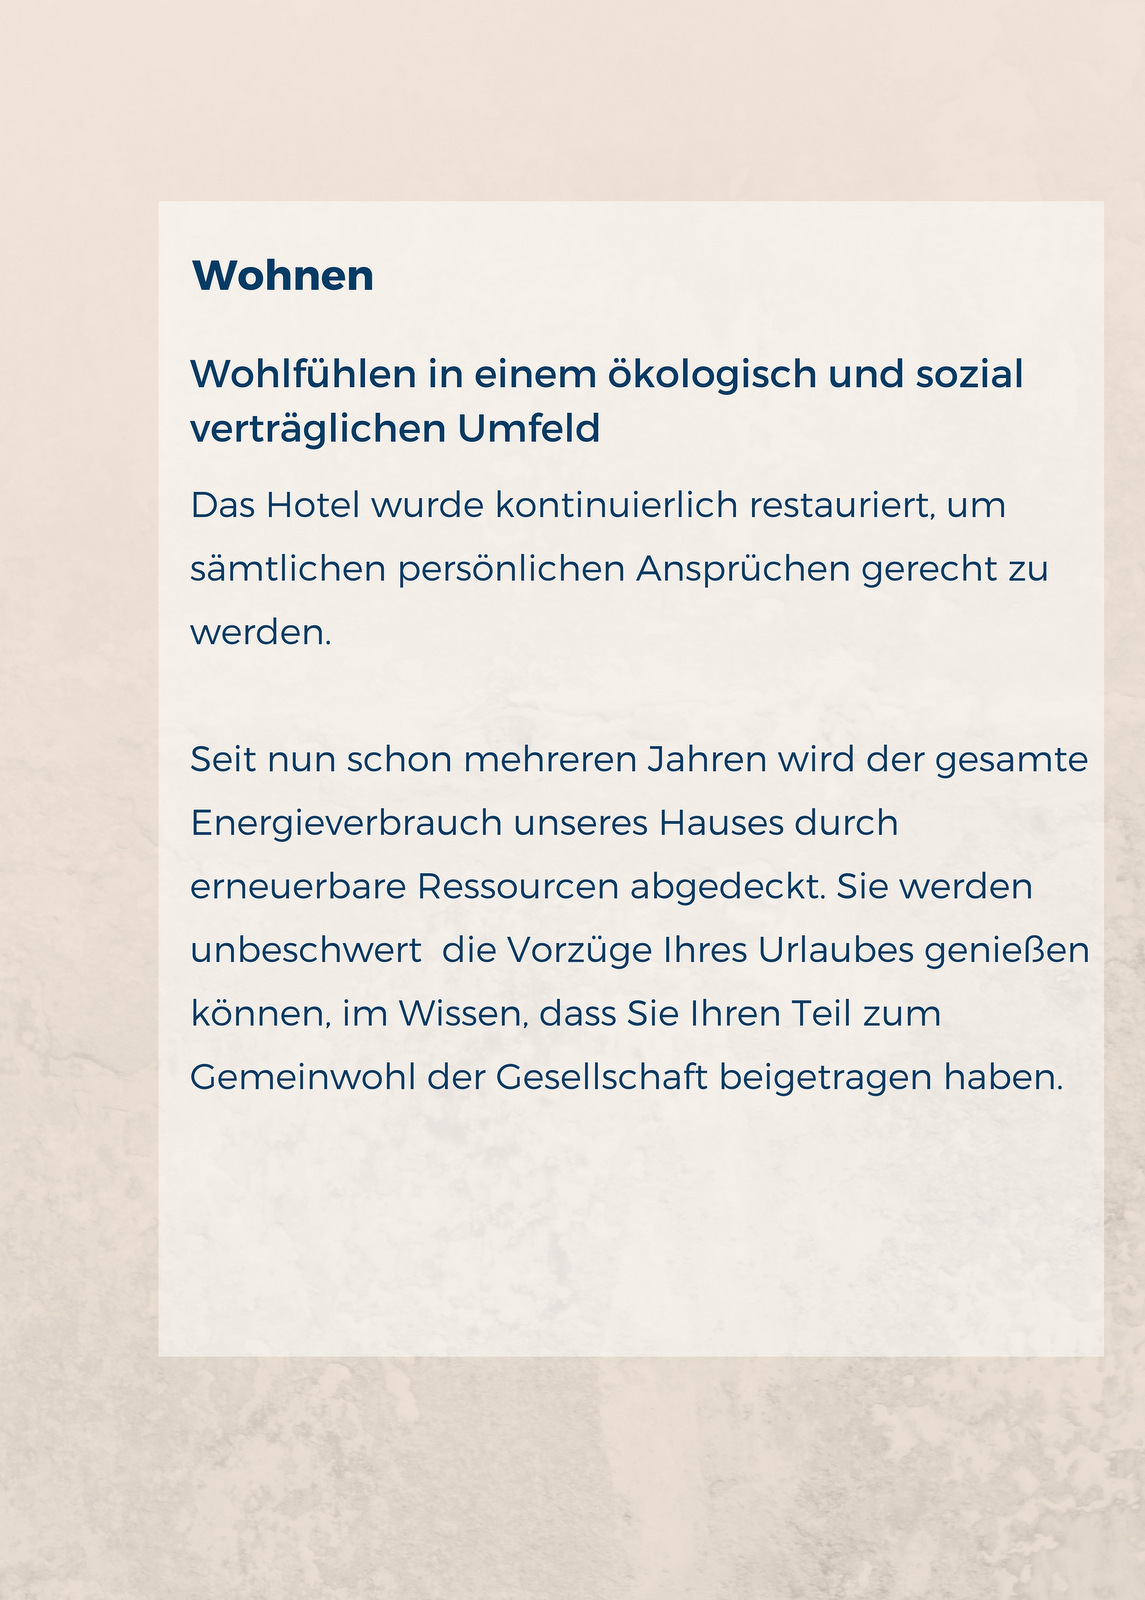 Wohnen
Wohlfühlen in einem ökologisch und sozial
verträglichen Umfeld
Das Hotel wurde kontinuierlich restauriert, um
sämtlichen persönlichen Ansprüchen gerecht zu
werden.
Seit nun schon mehreren Jahren wird der gesamte
Energieverbrauch unseres Hauses durch
erneuerbare Ressourcen abgedeckt. Sie werden
unbeschwert  die Vorzüge Ihres Urlaubes genießen
können, im Wissen, dass Sie Ihren Teil zum
Gemeinwohl der Gesellschaft beigetragen haben.